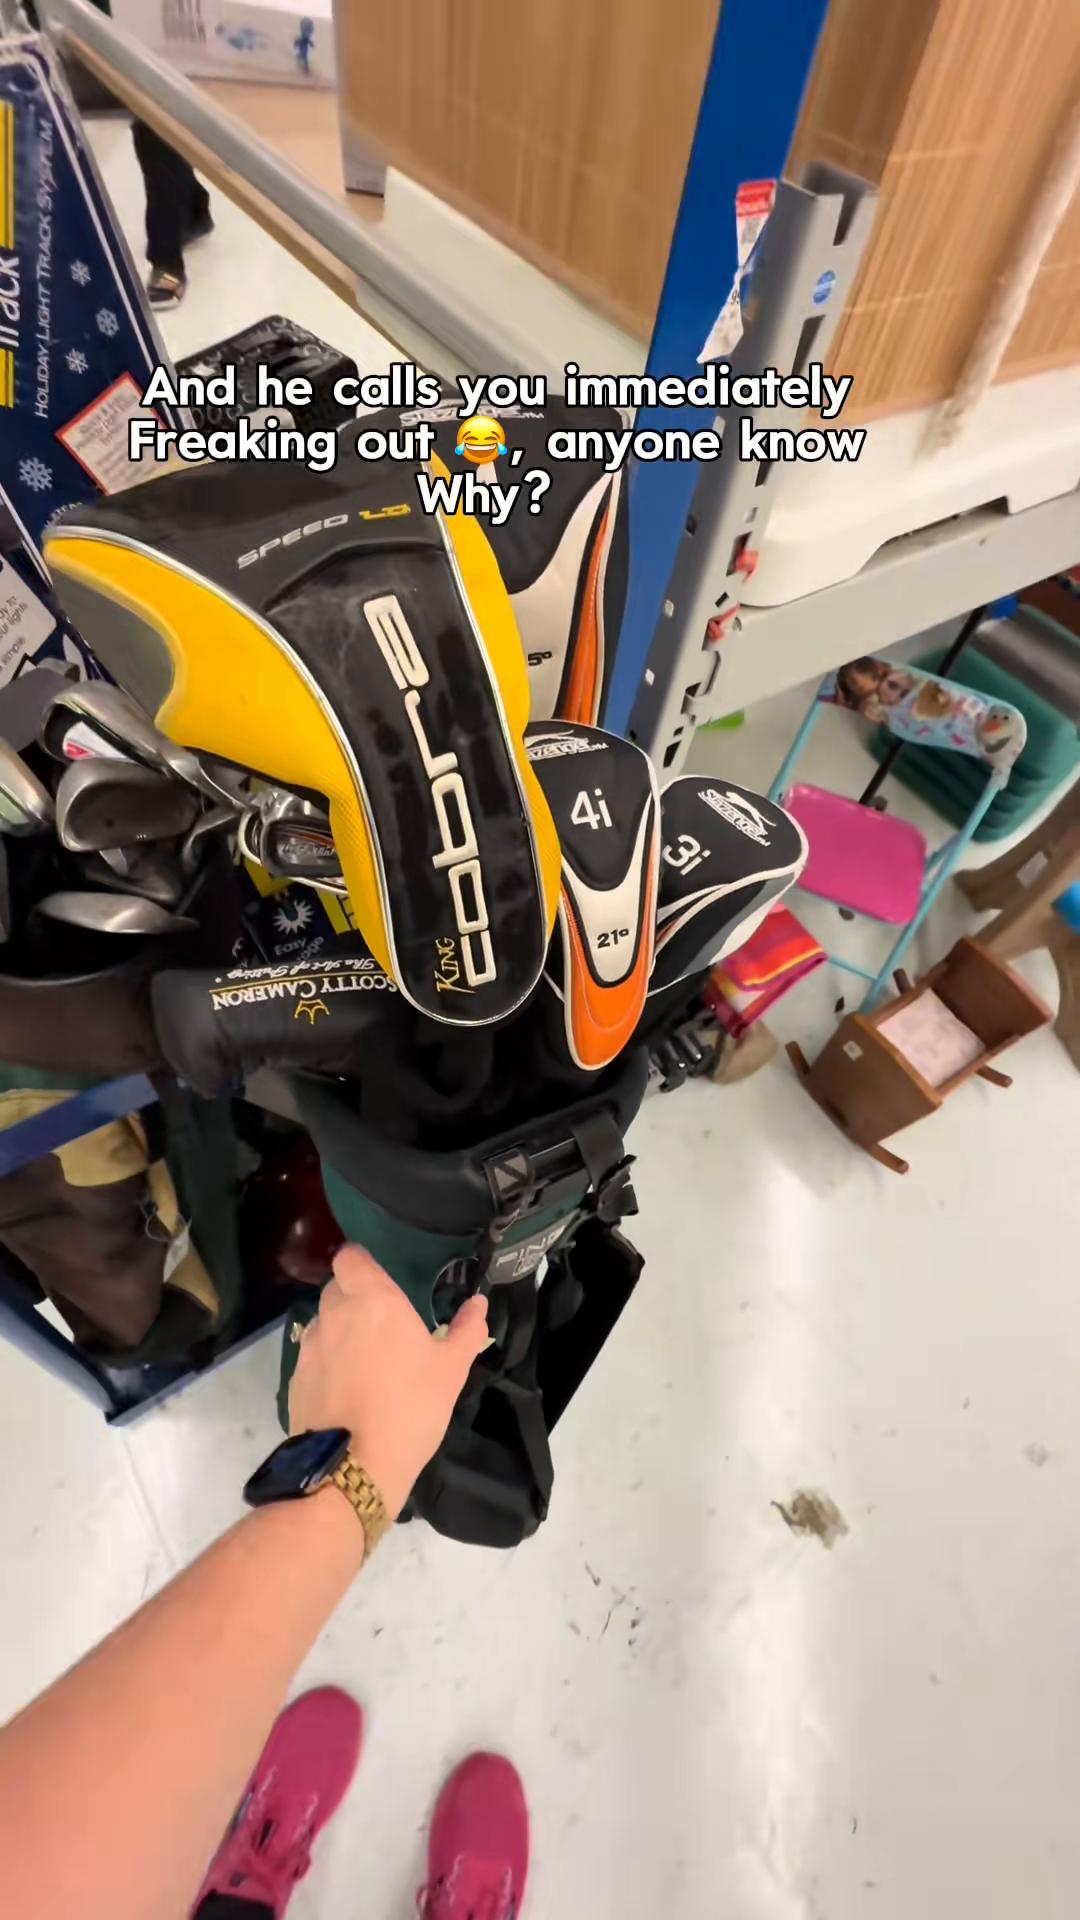 And he calls you immediately
Freaking out 😂, anyone know
Why?
Track
HOLIDAY LIGHT TRACK SYSTEM
SPEED LD
KING
cobra
5°
4i
21°
SLAZENGER
3i
Easy
SCOTTY CAMERON
The Art of Putting
PING